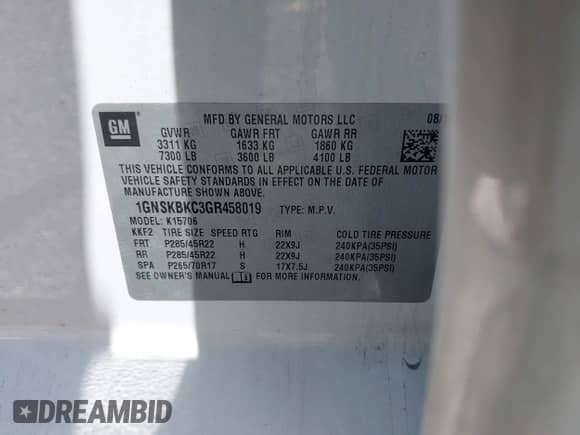 GM
MFD BY GENERAL MOTORS LLC 08/
GVWR GAWR FRT GAWR RR
3311 KG 1633 KG 1860 KG
7300 LB 3600 LB 4100 LB
THIS VEHICLE CONFORMS TO ALL APPLICABLE U.S. FEDERAL MOTOR
VEHICLE SAFETY STANDARDS IN EFFECT ON THE DATE OF
MANUFACTURE SHOWN ABOVE.
1GNSKBKC3GR458019 TYPE: M.P.V.
MODEL: K15706
KKF2 TIRE SIZE SPEED RTG RIM COLD TIRE PRESSURE
FRT P285/45R22 H 22X9J 240KPA(35PSI)
RR P285/45R22 H 22X9J 240KPA(35PSI)
SPA P265/70R17 S 17X7.5J 240KPA(35PSI)
SEE OWNER'S MANUAL FOR MORE INFORMATION.
DREAMBID